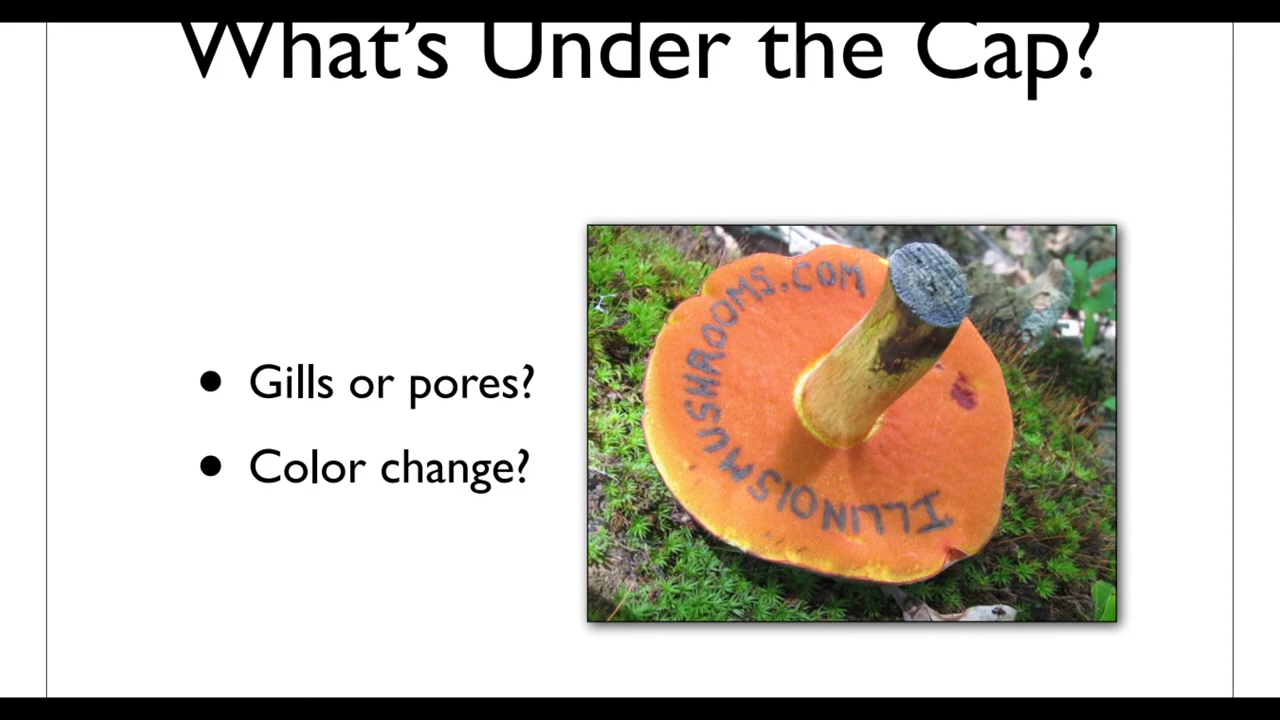 What's Under the Cap?
• Gills or pores?
• Color change?
ILLINOISMUSHROOMS.COM